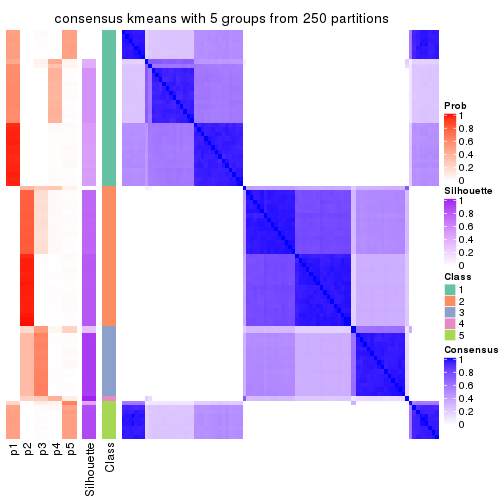 consensus kmeans with 5 groups from 250 partitions
Prob
1
0.8
0.6
0.4
0.2
0
Silhouette
1
0.8
0.6
0.4
0.2
0
Class
1
2
3
4
5
Consensus
1
0.8
0.6
0.4
0.2
0
p1
p2
p3
p4
p5
Silhouette
Class